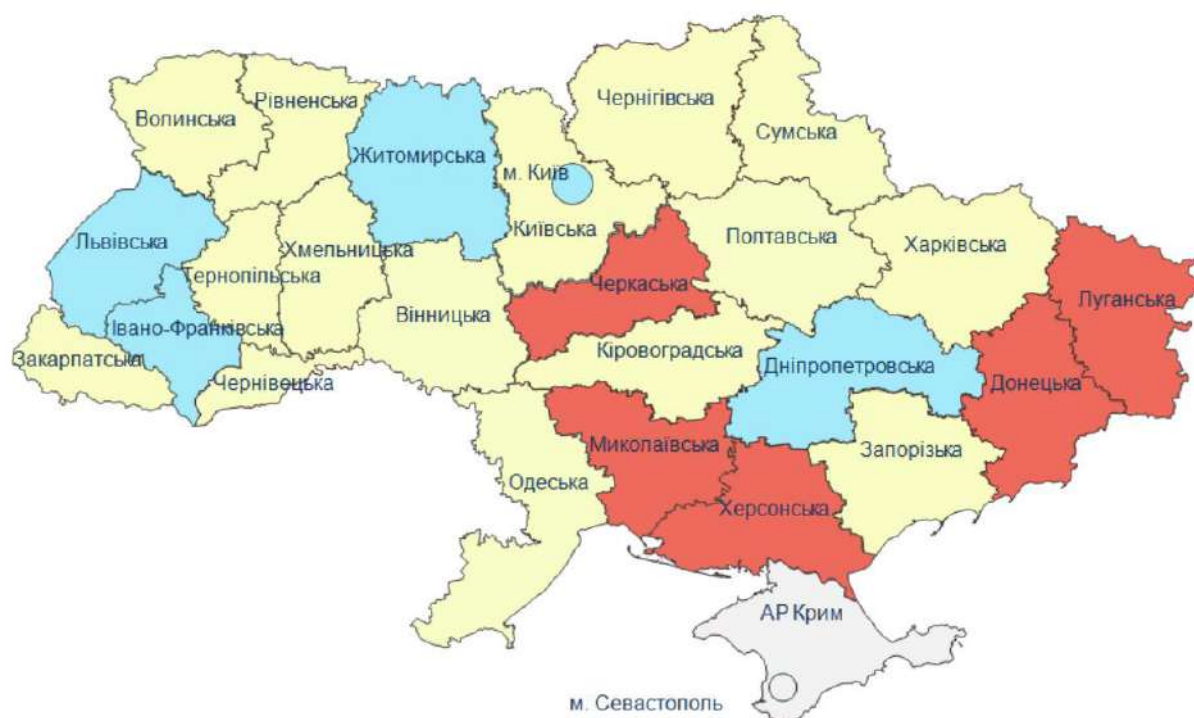 Волинська
Рівненська
Чернігівська
Сумська
Житомирська
м. Київ
Львівська
Тернопільська
Хмельницька
Київська
Полтавська
Харківська
Черкаська
Луганська
Івано-Франківська
Вінницька
Закарпатська
Чернівецька
Кіровоградська
Дніпропетровська
Донецька
Миколаївська
Запорізька
Одеська
Херсонська
АР Крим
м. Севастополь